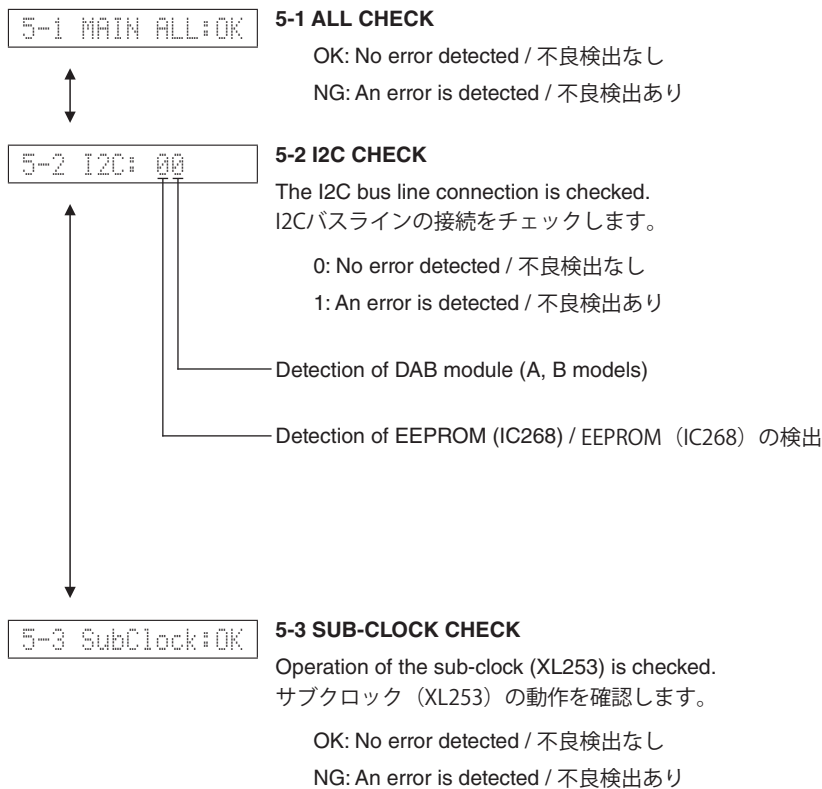 5-1 MAIN ALL:OK
5-1 ALL CHECK
OK: No error detected / 不良検出なし
NG: An error is detected / 不良検出あり
5-2 I2C: 00
5-2 I2C CHECK
The I2C bus line connection is checked.
I2Cバスラインの接続をチェックします。
0: No error detected / 不良検出なし
1: An error is detected / 不良検出あり
Detection of DAB module (A, B models)
Detection of EEPROM (IC268) / EEPROM（IC268）の検出
5-3 SubClock:OK
5-3 SUB-CLOCK CHECK
Operation of the sub-clock (XL253) is checked.
サブクロック（XL253）の動作を確認します。
OK: No error detected / 不良検出なし
NG: An error is detected / 不良検出あり